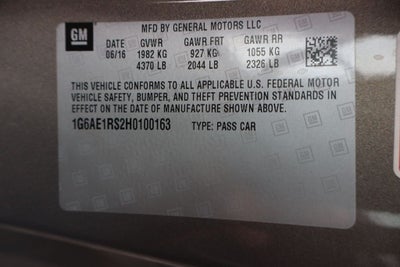 GM
MFD BY GENERAL MOTORS LLC
DATE GVWR GAWR FRT GAWR RR
06/16 1982 KG 927 KG 1055 KG
4370 LB 2044 LB 2326 LB
THIS VEHICLE CONFORMS TO ALL APPLICABLE U.S. FEDERAL MOTOR
VEHICLE SAFETY, BUMPER, AND THEFT PREVENTION STANDARDS IN
EFFECT ON THE DATE OF MANUFACTURE SHOWN ABOVE.
1G6AE1RS2H0100163 TYPE: PASS CAR